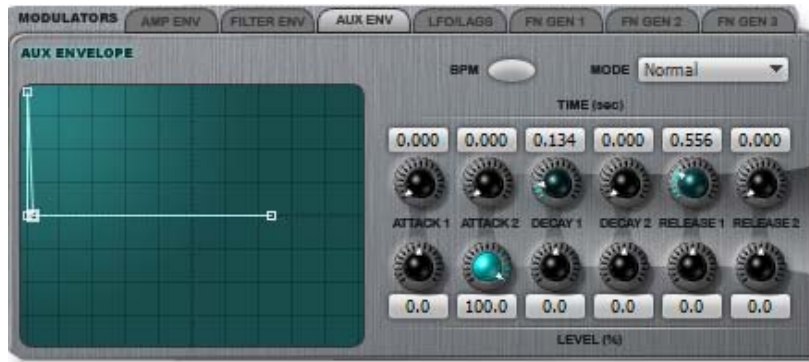 MODULATORS AMP ENV FILTER ENV AUX ENV LFO/LAGS FN GEN 1 FN GEN 2 FN GEN 3
AUX ENVELOPE
BPM MODE Normal
TIME (sec)
0.000 0.000 0.134 0.000 0.556 0.000
ATTACK 1 ATTACK 2 DECAY 1 DECAY 2 RELEASE 1 RELEASE 2
0.0 100.0 0.0 0.0 0.0 0.0
LEVEL (%)